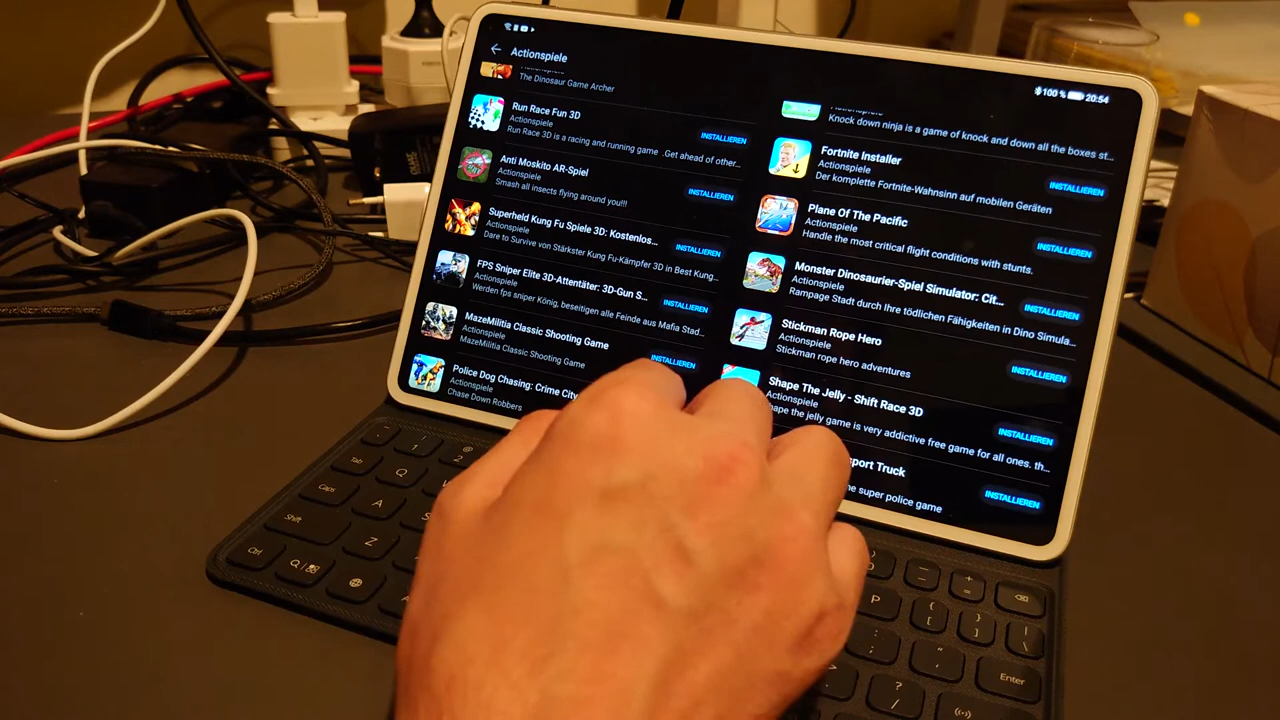 100 % 20:54
Actionspiele
The Dinosaur Game Archer
Run Race Fun 3D
Actionspiele
Run Race 3D is a racing and running game .Get ahead of other...
INSTALLIEREN
Anti Moskito AR-Spiel
Actionspiele
Smash all insects flying around you!!!
INSTALLIEREN
Superheld Kung Fu Spiele 3D: Kostenlos...
Actionspiele
Dare to Survive von Stärkster Kung Fu-Kämpfer 3D in Best Kung...
INSTALLIEREN
FPS Sniper Elite 3D-Attentäter: 3D-Gun S...
Actionspiele
Werden fps sniper König, beseitigen alle Feinde aus Mafia Stad...
INSTALLIEREN
MazeMilitia Classic Shooting Game
Actionspiele
MazeMilitia Classic Shooting Game
INSTALLIEREN
Police Dog Chasing: Crime City
Actionspiele
Chase Down Robbers
Knock down ninja is a game of knock and down all the boxes st...
Fortnite Installer
Actionspiele
Der komplette Fortnite-Wahnsinn auf mobilen Geräten
INSTALLIEREN
Plane Of The Pacific
Actionspiele
Handle the most critical flight conditions with stunts.
INSTALLIEREN
Monster Dinosaurier-Spiel Simulator: Cit...
Actionspiele
Rampage Stadt durch Ihre tödlichen Fähigkeiten in Dino Simula...
INSTALLIEREN
Stickman Rope Hero
Actionspiele
Stickman rope hero adventures
INSTALLIEREN
Shape The Jelly - Shift Race 3D
Actionspiele
hape the jelly game is very addictive free game for all ones. th...
INSTALLIEREN
sport Truck
e super police game
INSTALLIEREN
! 1 @ 2
Tab Q
Caps A S
Shift Z
Ctrl Q/
) _ - + =
P { [ } ] | \
: ; " ' Enter
> . ? /